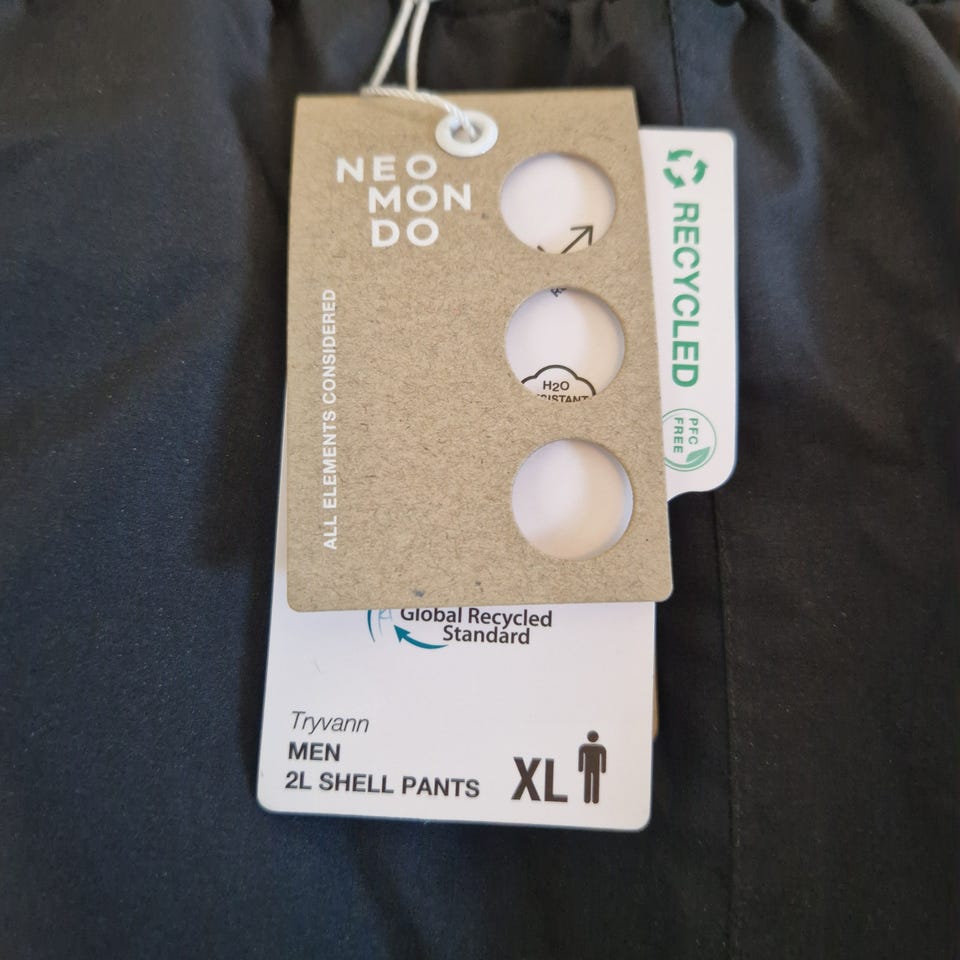 NEO
MON
DO
ALL ELEMENTS CONSIDERED
H2O
RECYCLED
PFC
FREE
Global Recycled
Standard
Tryvann
MEN
2L SHELL PANTS
XL